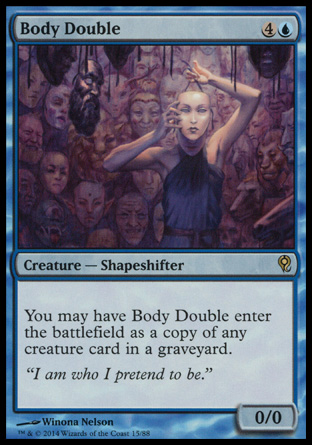 Body Double 4
Creature — Shapeshifter
You may have Body Double enter
the battlefield as a copy of any
creature card in a graveyard.
“I am who I pretend to be.”
Winona Nelson
™ & © 2014 Wizards of the Coast 15/88
0/0